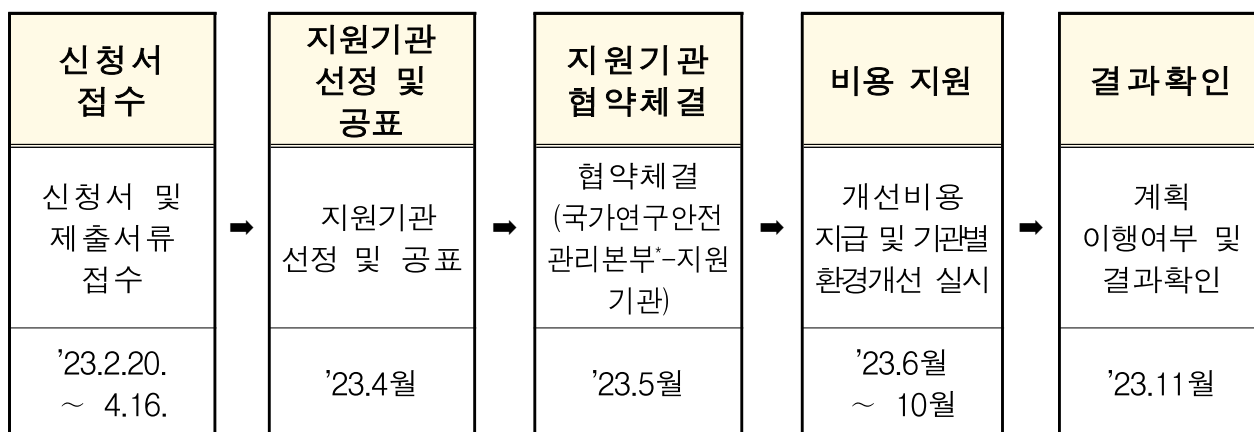 신청서
접수
지원기관
선정 및
공표
지원기관
협약체결
비용 지원
결과확인
신청서 및
제출서류
접수
➡
지원기관
선정 및 공표
➡
협약체결
(국가연구안전
관리본부*-지원
기관)
➡
개선비용
지급 및 기관별
환경개선 실시
➡
계획
이행여부 및
결과확인
’23.2.20.
~ 4.16.
’23.4월
’23.5월
’23.6월
~ 10월
’23.11월